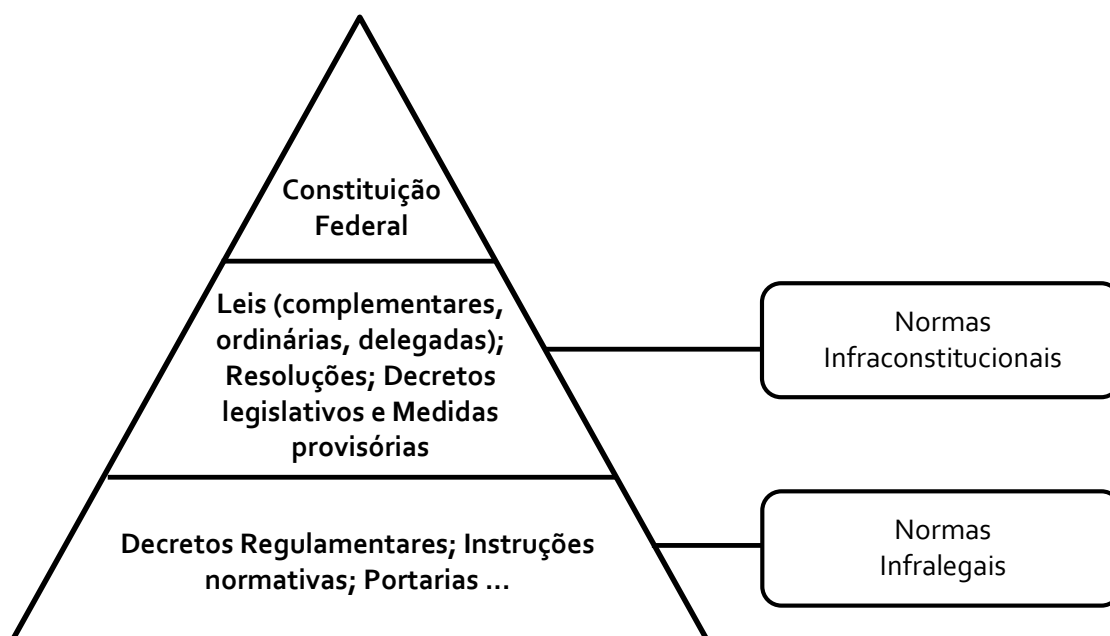 Constituição
Federal
Leis (complementares,
ordinárias, delegadas);
Resoluções; Decretos
legislativos e Medidas
provisórias
Normas
Infraconstitucionais
Decretos Regulamentares; Instruções
normativas; Portarias ...
Normas
Infralegais